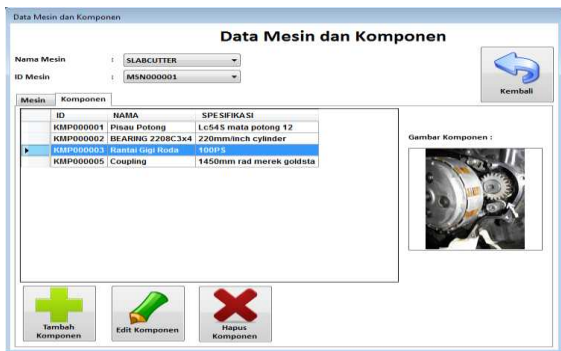 Data Mesin dan Komponen
Data Mesin dan Komponen
Nama Mesin : SLABCUTTER
ID Mesin : MSN000001
Kembali
Mesin Komponen
ID NAMA SPESIFIKASI
KMP000001 Pisau Potong Lc545 mata potong 12
KMP000002 BEARING 2208C3x4 220mm/inch cylinder
KMP000003 Rantai Gigi Roda 100PS
KMP000005 Coupling 1450mm rad merek goldsta
Gambar Komponen :
Tambah Komponen
Edit Komponen
Hapus Komponen